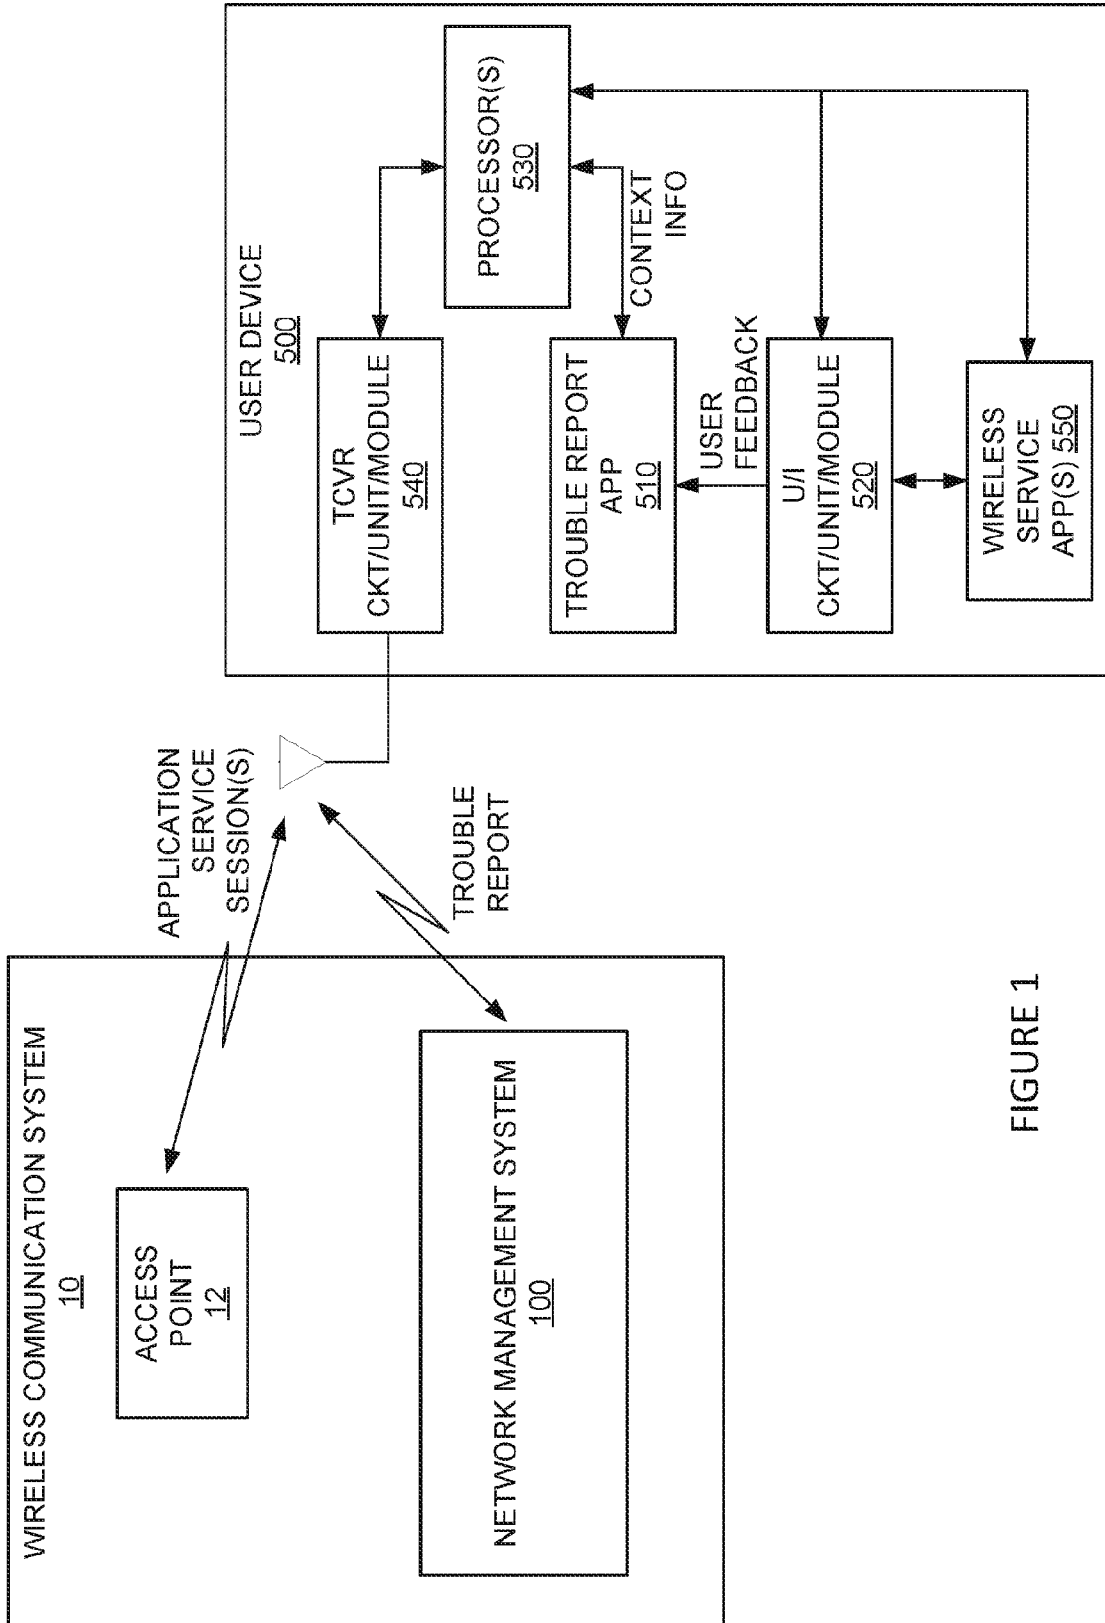 WIRELESS COMMUNICATION SYSTEM
10
ACCESS
POINT
12
NETWORK MANAGEMENT SYSTEM
100
APPLICATION
SERVICE
SESSION(S)
TROUBLE
REPORT
USER DEVICE
500
TCVR
CKT/UNIT/MODULE
540
PROCESSOR(S)
530
TROUBLE REPORT
APP
510
CONTEXT
INFO
USER
FEEDBACK
U/I
CKT/UNIT/MODULE
520
WIRELESS
SERVICE
APP(S) 550
FIGURE 1